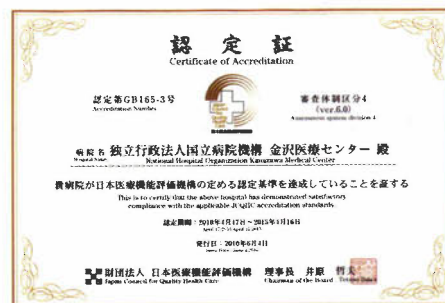 認定証
Certificate of Accreditation
認定第GB165-3号
Accreditation Number
審査体制区分4
(ver.6.0)
Assessment system division 4
病院名 独立行政法人国立病院機構 金沢医療センター 殿
Hospital Name National Hospital Organization Kanazawa Medical Center
貴病院が日本医療機能評価機構の定める認定基準を達成していることを証する
This is to certify that the above hospital has demonstrated satisfactory
compliance with the applicable JCQHC accreditation standards.
認定期間：2010年4月17日～2015年4月16日
発行日：2010年6月4日
財団法人 日本医療機能評価機構 理事長 井原 哲夫
Japan Council for Quality Health Care Chairman of the Board